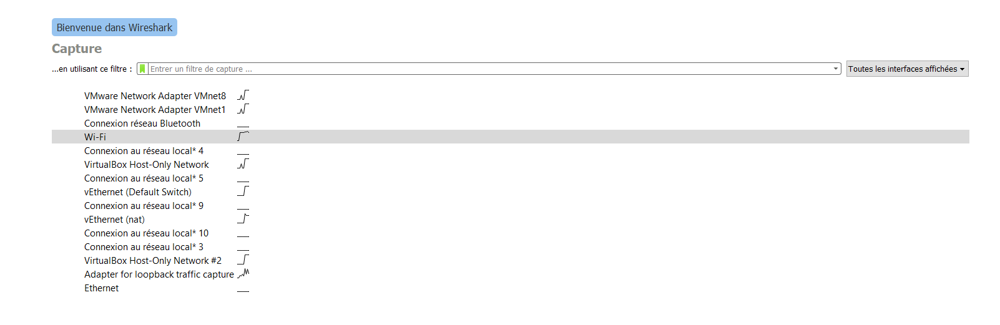 Bienvenue dans Wireshark
Capture
...en utilisant ce filtre : Entrer un filtre de capture ... Toutes les interfaces affichées
VMware Network Adapter VMnet8
VMware Network Adapter VMnet1
Connexion réseau Bluetooth
Wi-Fi
Connexion au réseau local* 4
VirtualBox Host-Only Network
Connexion au réseau local* 5
vEthernet (Default Switch)
Connexion au réseau local* 9
vEthernet (nat)
Connexion au réseau local* 10
Connexion au réseau local* 3
VirtualBox Host-Only Network #2
Adapter for loopback traffic capture
Ethernet